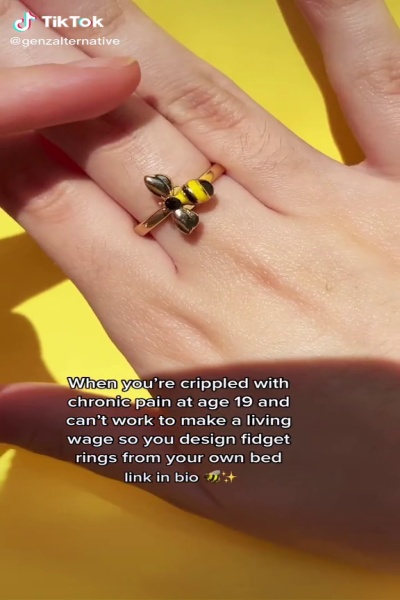 TikTok
@genzalternative
When you're crippled with
chronic pain at age 19 and
can't work to make a living
wage so you design fidget
rings from your own bed
link in bio 🐝✨